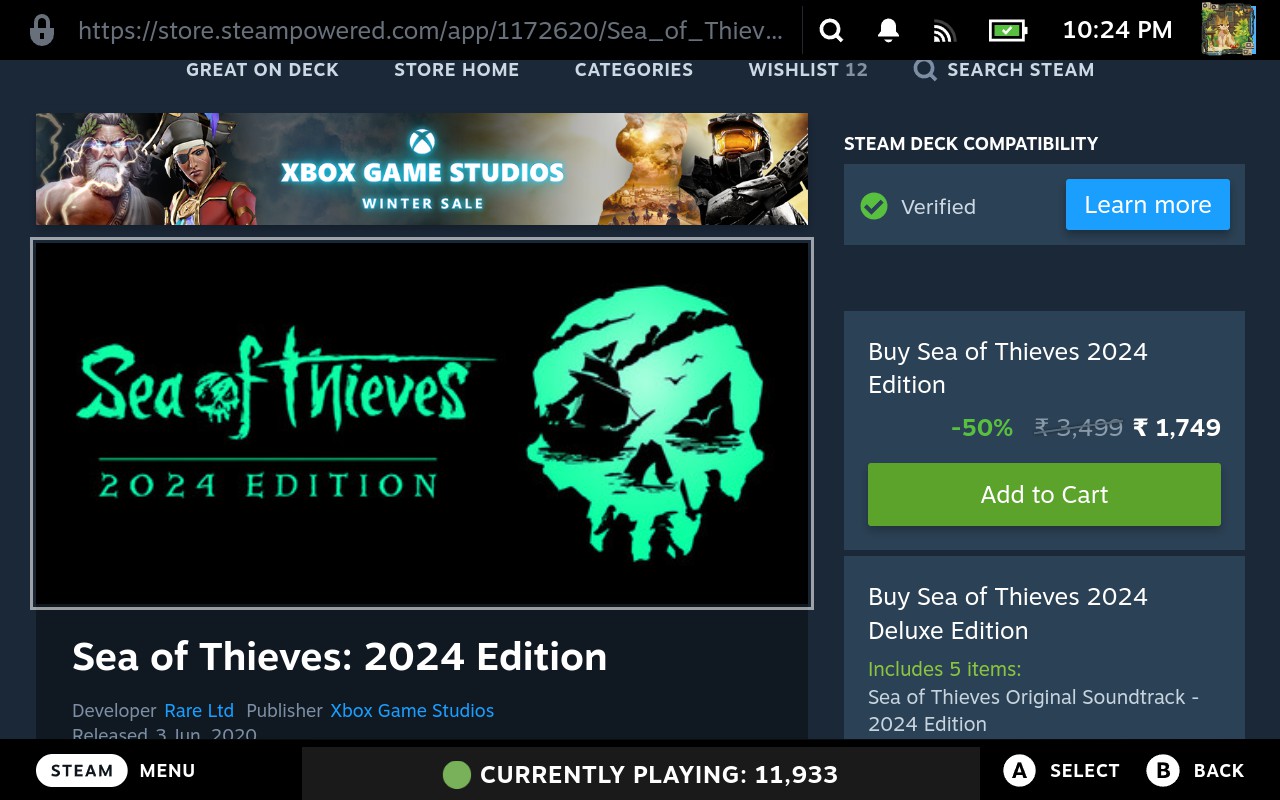 https://store.steampowered.com/app/1172620/Sea_of_Thiev...
10:24 PM
GREAT ON DECK
STORE HOME
CATEGORIES
WISHLIST 12
SEARCH STEAM
XBOX GAME STUDIOS
WINTER SALE
Sea of Thieves
2024 EDITION
Sea of Thieves: 2024 Edition
Developer Rare Ltd Publisher Xbox Game Studios
Released 3 Jun, 2020
STEAM DECK COMPATIBILITY
Verified
Learn more
Buy Sea of Thieves 2024
Edition
-50% ₹ 3,499 ₹ 1,749
Add to Cart
Buy Sea of Thieves 2024
Deluxe Edition
Includes 5 items:
Sea of Thieves Original Soundtrack -
2024 Edition
STEAM MENU
CURRENTLY PLAYING: 11,933
A SELECT
B BACK